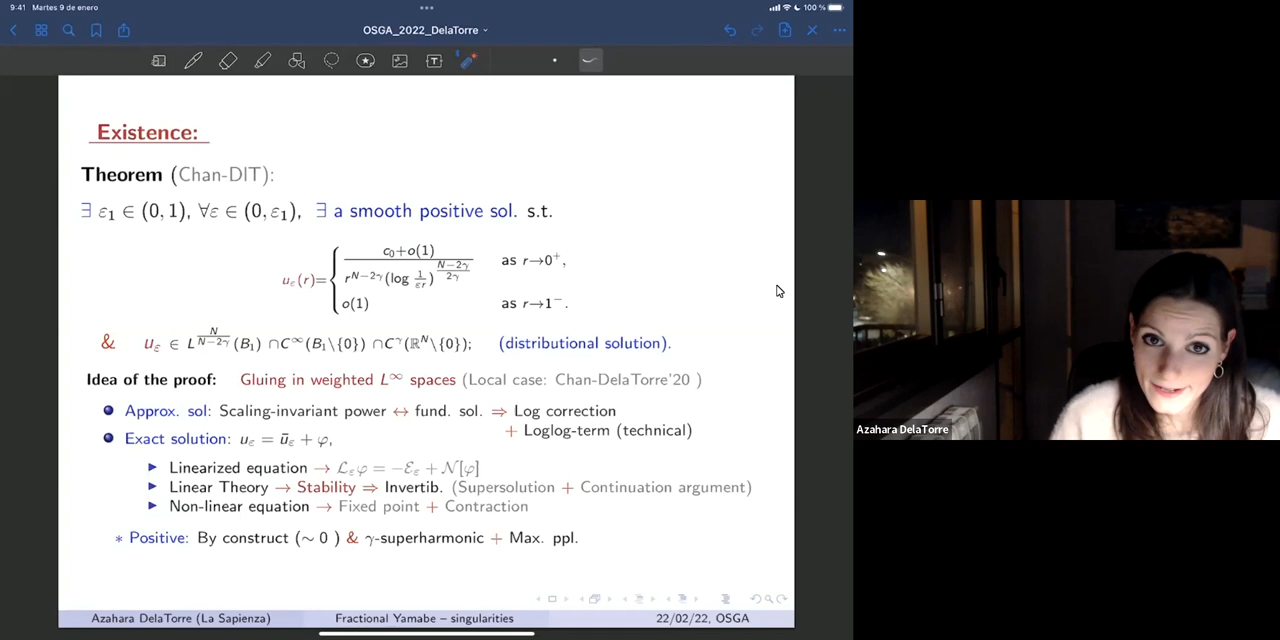 9:41 Martes 9 de enero
100 %
OSGA_2022_DelaTorre
Existence:
Theorem (Chan-DIT):
∃ ε₁ ∈ (0, 1), ∀ε ∈ (0, ε₁), ∃ a smooth positive sol. s.t.
u_ε(r)= { (c₀+o(1)) / (r^{N−2γ}(log 1/(εr))^{(N−2γ)/(2γ)}) as r→0⁺,
o(1) as r→1⁻.
& u_ε ∈ L^{N/(N−2γ)}(B₁) ∩C^∞(B₁\{0}) ∩C^γ(ℝ^N\{0}); (distributional solution).
Idea of the proof: Gluing in weighted L^∞ spaces (Local case: Chan-DelaTorre'20 )
Approx. sol: Scaling-invariant power ↔ fund. sol. ⇒ Log correction
+ Loglog-term (technical)
Exact solution: u_ε = ū_ε + φ,
Linearized equation → ℒ_εφ = −ℰ_ε + 𝒩[φ]
Linear Theory → Stability ⇒ Invertib. (Supersolution + Continuation argument)
Non-linear equation → Fixed point + Contraction
* Positive: By construct (∼ 0 ) & γ-superharmonic + Max. ppl.
Azahara DelaTorre (La Sapienza) Fractional Yamabe – singularities 22/02/22, OSGA
Azahara DelaTorre